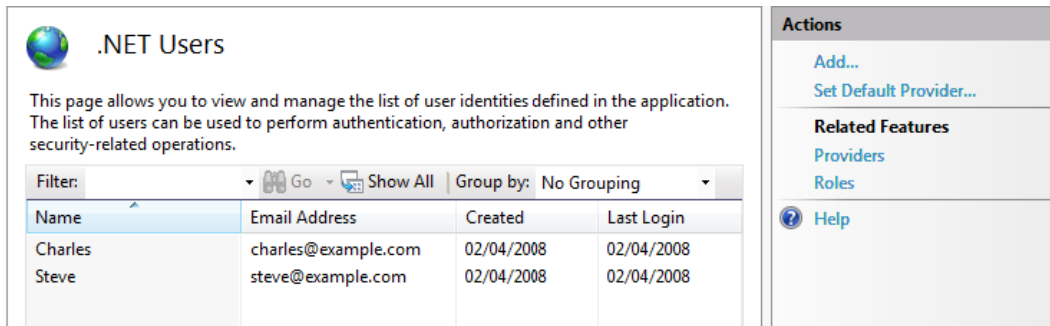 .NET Users
This page allows you to view and manage the list of user identities defined in the application.
The list of users can be used to perform authentication, authorization and other
security-related operations.
Filter: Go Show All Group by: No Grouping
Name Email Address Created Last Login
Charles charles@example.com 02/04/2008 02/04/2008
Steve steve@example.com 02/04/2008 02/04/2008
Actions
Add...
Set Default Provider...
Related Features
Providers
Roles
Help